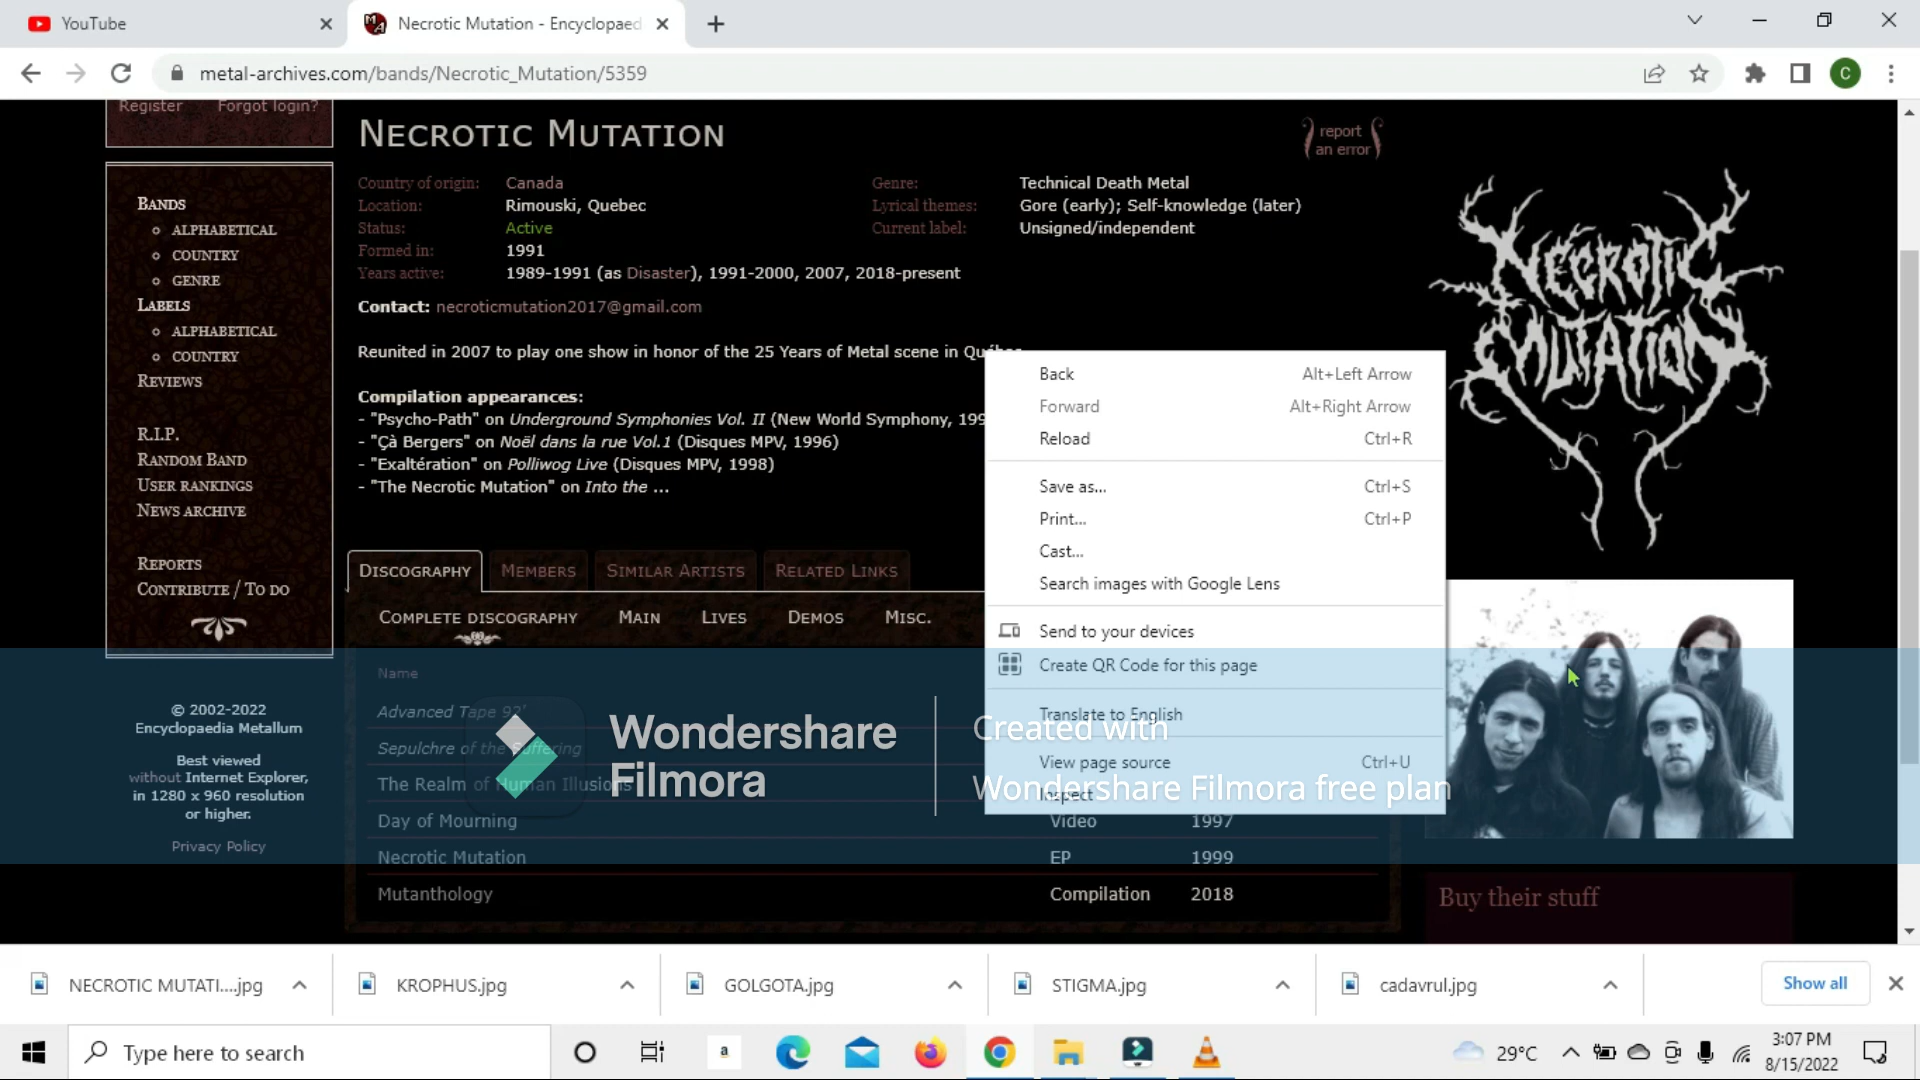 YouTube
Necrotic Mutation - Encyclopaed
metal-archives.com/bands/Necrotic_Mutation/5359
C
Register Forgot login?
NECROTIC MUTATION
report
an error
Country of origin: Canada
Location: Rimouski, Quebec
Status: Active
Formed in: 1991
Years active: 1989-1991 (as Disaster), 1991-2000, 2007, 2018-present
Genre: Technical Death Metal
Lyrical themes: Gore (early); Self-knowledge (later)
Current label: Unsigned/independent
Contact: necroticmutation2017@gmail.com
Reunited in 2007 to play one show in honor of the 25 Years of Metal scene in
Compilation appearances:
- "Psycho-Path" on Underground Symphonies Vol. II (New World Symphony, 199
- "Çà Bergers" on Noël dans la rue Vol.1 (Disques MPV, 1996)
- "Exaltération" on Polliwog Live (Disques MPV, 1998)
- "The Necrotic Mutation" on Into the ...
BANDS
ALPHABETICAL
COUNTRY
GENRE
LABELS
ALPHABETICAL
COUNTRY
REVIEWS
R.I.P.
RANDOM BAND
USER RANKINGS
NEWS ARCHIVE
REPORTS
CONTRIBUTE / TO DO
© 2002-2022
Encyclopaedia Metallum
Best viewed
without Internet Explorer,
in 1280 x 960 resolution
or higher.
Privacy Policy
Back Alt+Left Arrow
Forward Alt+Right Arrow
Reload Ctrl+R
Save as... Ctrl+S
Print... Ctrl+P
Cast...
Search images with Google Lens
Send to your devices
Create QR Code for this page
Translate to English
View page source Ctrl+U
Inspect
NECROTIC
MUTATION
DISCOGRAPHY MEMBERS SIMILAR ARTISTS RELATED LINKS
COMPLETE DISCOGRAPHY MAIN LIVES DEMOS MISC.
Name
Advanced Tape 92'
Sepulchre of the Suffering
The Realm of Human Illusions
Day of Mourning Video 1997
Necrotic Mutation EP 1999
Mutanthology Compilation 2018
Wondershare
Filmora
Created with
Wondershare Filmora free plan
Buy their stuff
NECROTIC MUTATI....jpg
KROPHUS.jpg
GOLGOTA.jpg
STIGMA.jpg
cadavrul.jpg
Show all
Type here to search
a
29°C
3:07 PM
8/15/2022